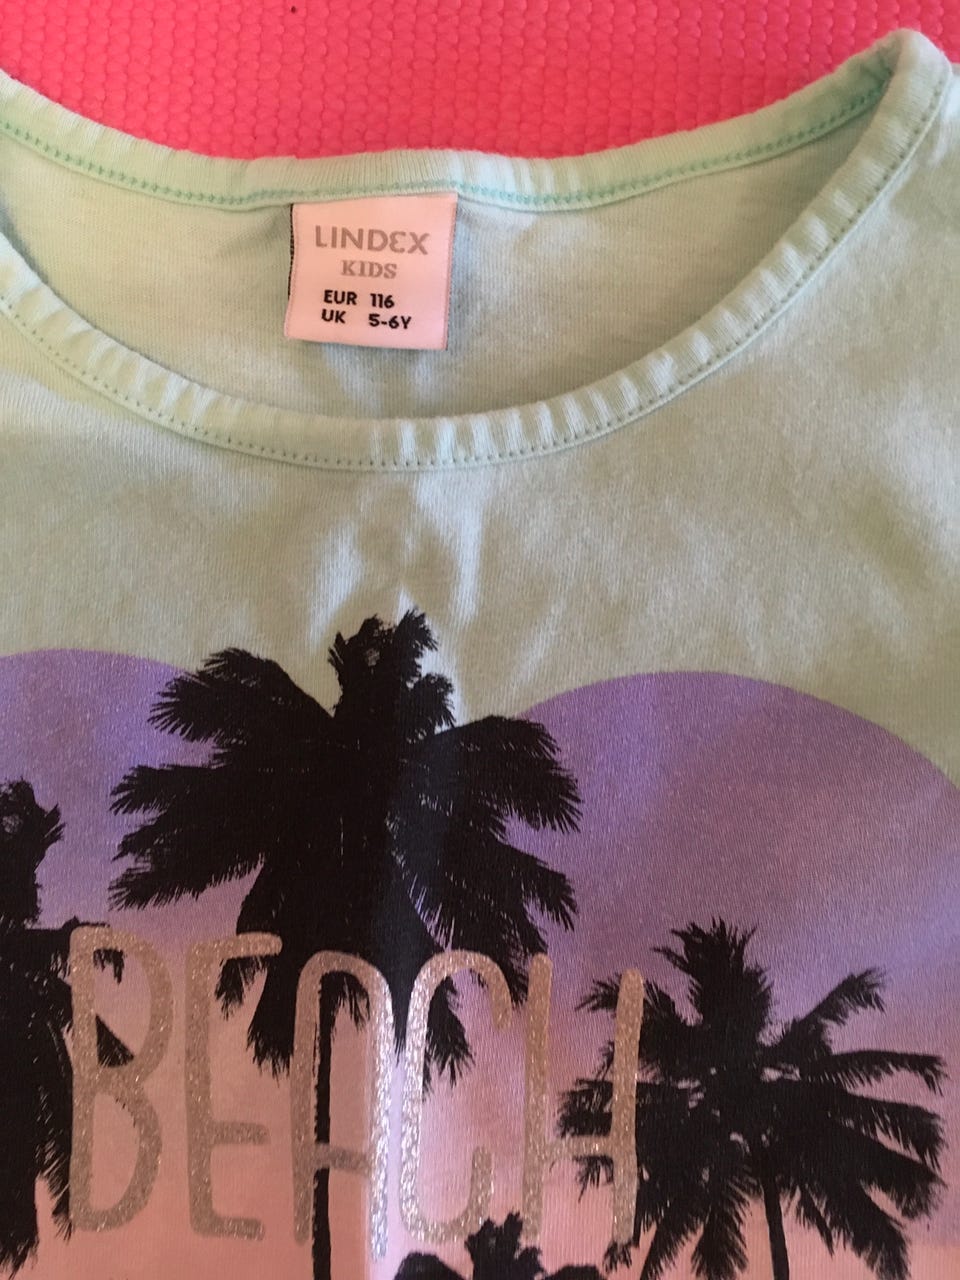 LINDEX
KIDS
EUR 116
UK 5-6Y
BEACH